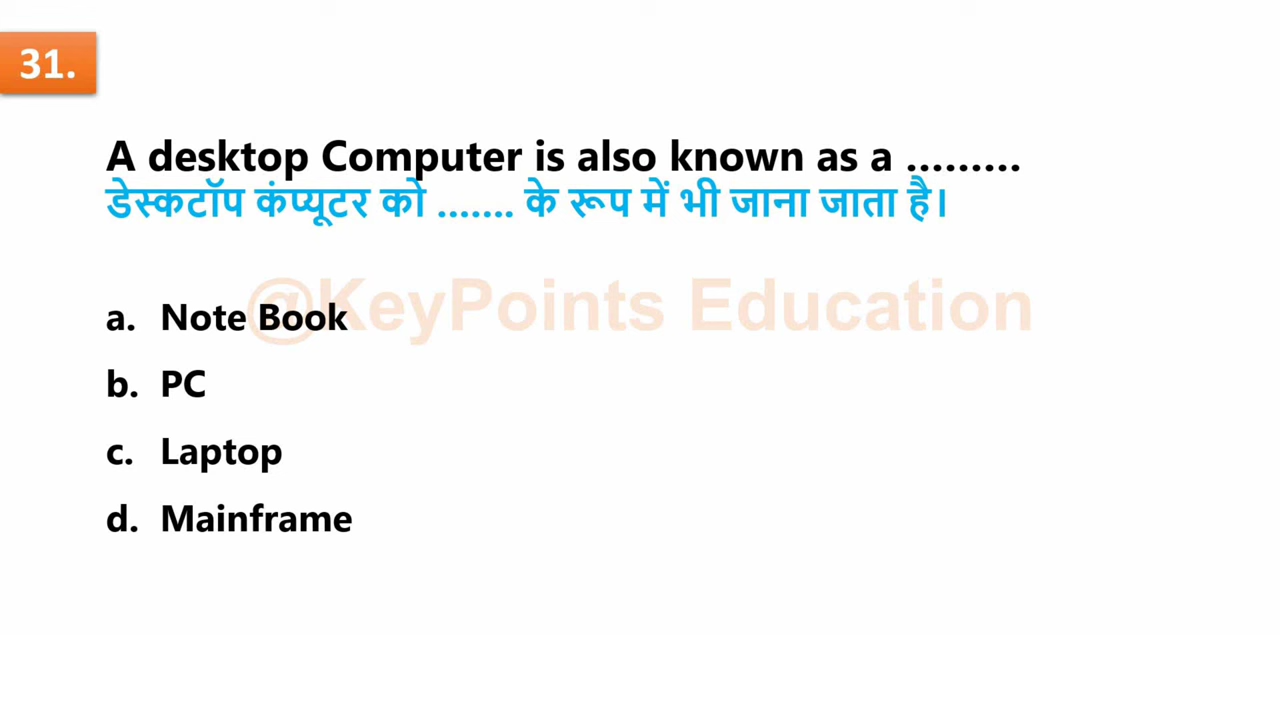 31.
A desktop Computer is also known as a .........
डेस्कटॉप कंप्यूटर को ....... के रूप में भी जाना जाता है।
@KeyPoints Education
a. Note Book
b. PC
c. Laptop
d. Mainframe